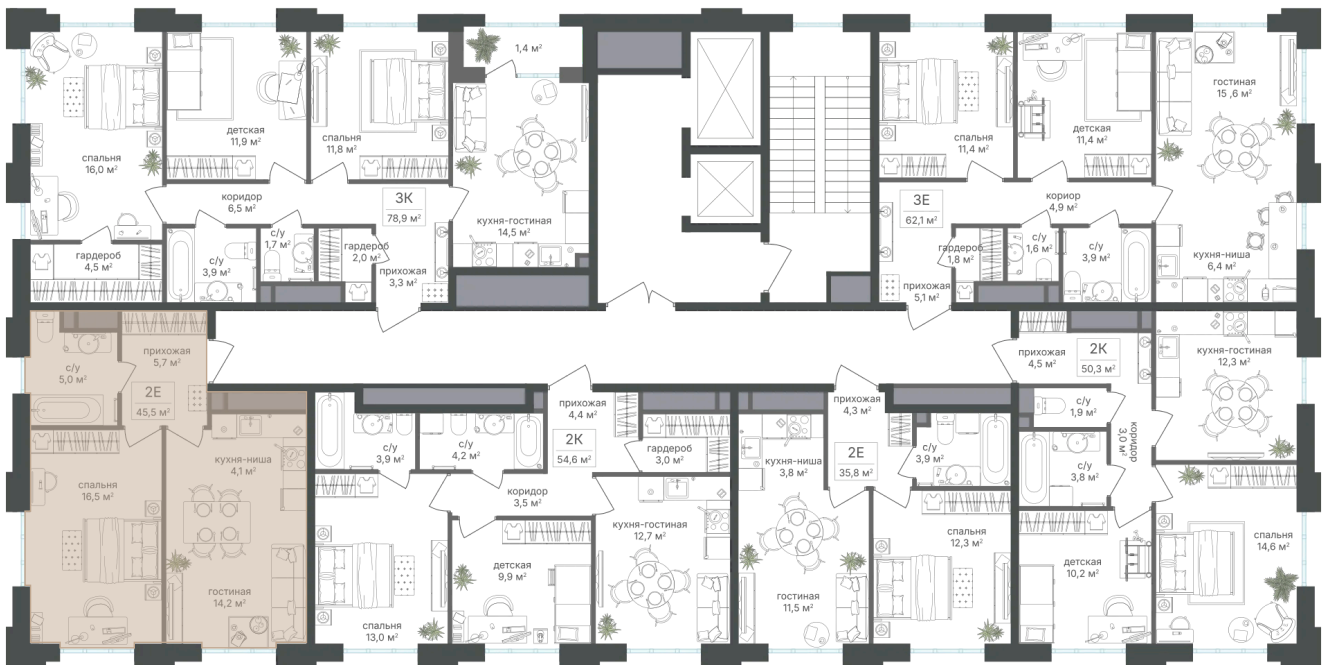 спальня
16,0 м²
гардероб
4,5 м²
детская
11,9 м²
коридор
6,5 м²
с/у
3,9 м²
с/у
1,7 м²
спальня
11,8 м²
3К
78,9 м²
гардероб
2,0 м²
прихожая
3,3 м²
1,4 м²
кухня-гостиная
14,5 м²
спальня
11,4 м²
детская
11,4 м²
гостиная
15 ,6 м²
3Е
62,1 м²
кориор
4,9 м²
гардероб
1,8 м²
с/у
1,6 м²
с/у
3,9 м²
кухня-ниша
6,4 м²
прихожая
5,1 м²
с/у
5,0 м²
прихожая
5,7 м²
2Е
45,5 м²
спальня
16,5 м²
кухня-ниша
4,1 м²
гостиная
14,2 м²
с/у
3,9 м²
с/у
4,2 м²
прихожая
4,4 м²
2К
54,6 м²
гардероб
3,0 м²
коридор
3,5 м²
спальня
13,0 м²
детская
9,9 м²
кухня-гостиная
12,7 м²
прихожая
4,3 м²
кухня-ниша
3,8 м²
2Е
35,8 м²
с/у
3,9 м²
гостиная
11,5 м²
спальня
12,3 м²
прихожая
4,5 м²
2К
50,3 м²
кухня-гостиная
12,3 м²
с/у
1,9 м²
коридор
3,0 м²
с/у
3,8 м²
детская
10,2 м²
спальня
14,6 м²